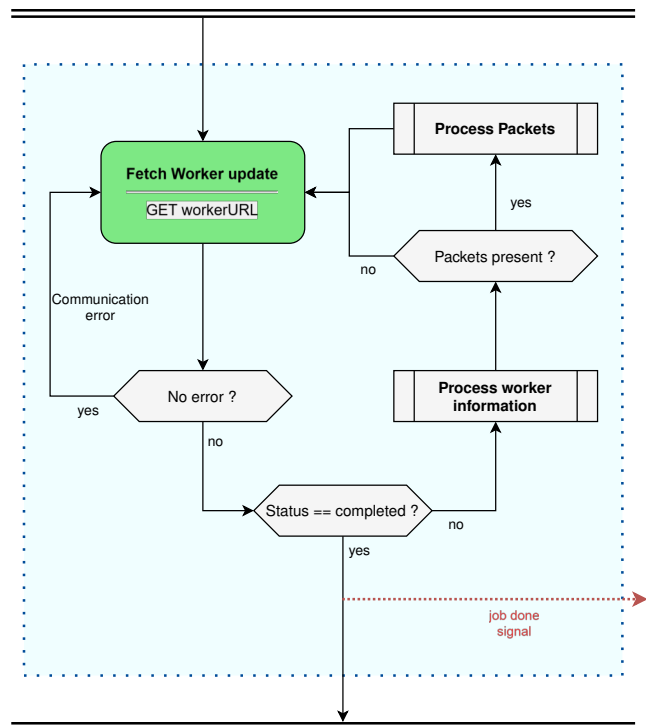 Process Packets
Fetch Worker update
GET workerURL
yes
Packets present ?
no
Communication
error
No error ?
yes
no
Process worker
information
Status == completed ?
no
yes
job done
signal